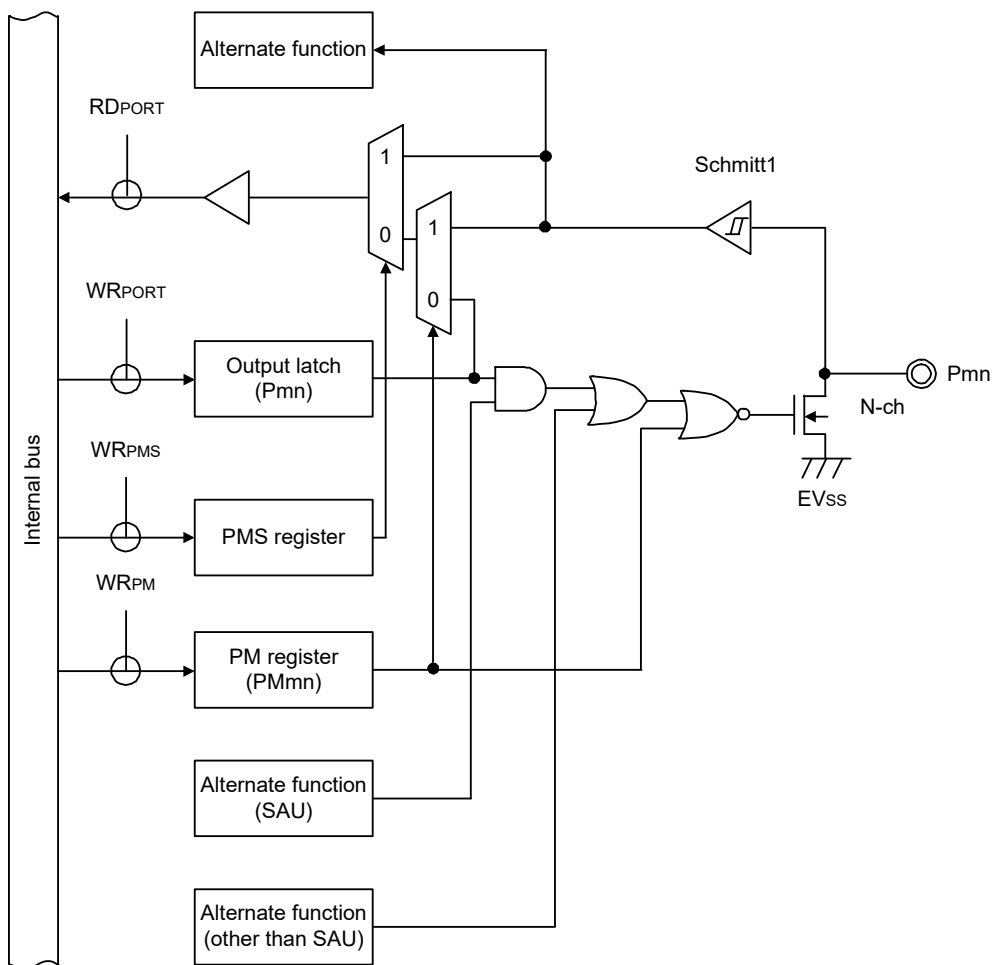 Alternate function
RDPORT
1
Schmitt1
0
1
0
WRPORT
Output latch
(Pmn)
Pmn
N-ch
EVSS
WRPMS
PMS register
Internal bus
WRPM
PM register
(PMmn)
Alternate function
(SAU)
Alternate function
(other than SAU)